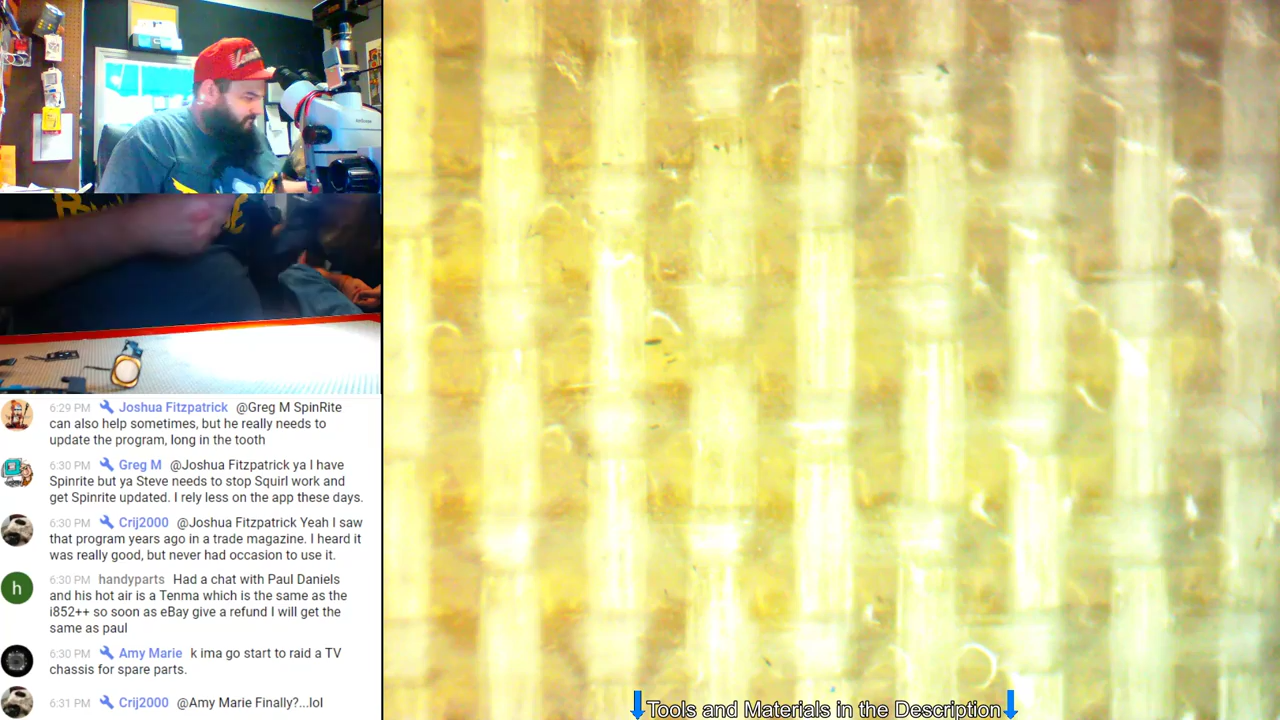 6:29 PM Joshua Fitzpatrick @Greg M SpinRite
can also help sometimes, but he really needs to
update the program, long in the tooth
6:30 PM Greg M @Joshua Fitzpatrick ya I have
Spinrite but ya Steve needs to stop Squirl work and
get Spinrite updated. I rely less on the app these days.
6:30 PM Crij2000 @Joshua Fitzpatrick Yeah I saw
that program years ago in a trade magazine. I heard it
was really good, but never had occasion to use it.
h
6:30 PM handyparts Had a chat with Paul Daniels
and his hot air is a Tenma which is the same as the
i852++ so soon as eBay give a refund I will get the
same as paul
6:30 PM Amy Marie k ima go start to raid a TV
chassis for spare parts.
6:31 PM Crij2000 @Amy Marie Finally?...lol
Tools and Materials in the Description